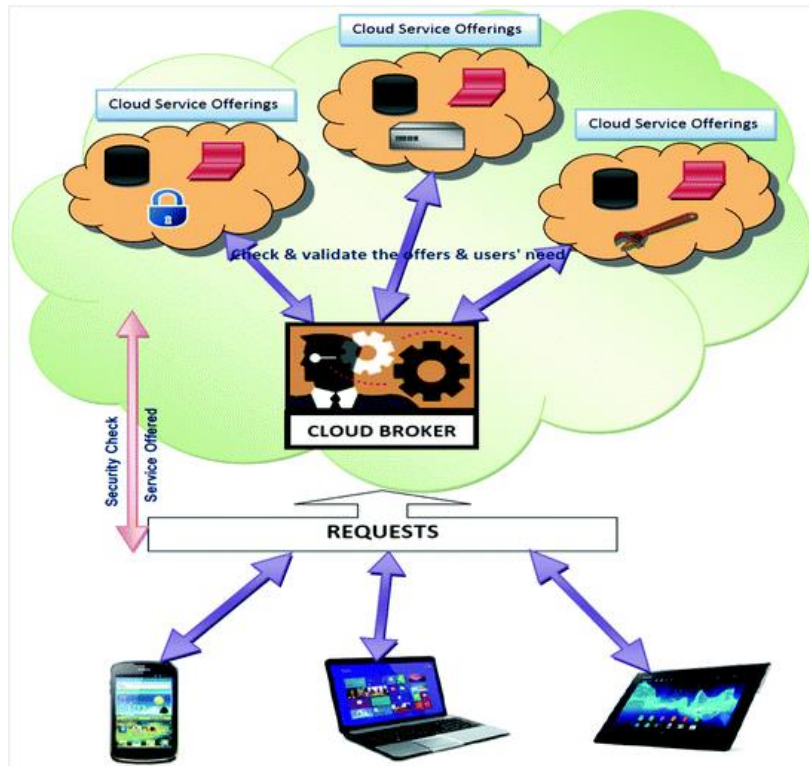 Cloud Service Offerings
Cloud Service Offerings
Cloud Service Offerings
Check & validate the offers & users' need
CLOUD BROKER
Security Check
Service Offered
REQUESTS